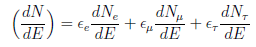 (dN/dE) = ϵ_e dN_e/dE + ϵ_μ dN_μ/dE + ϵ_τ dN_τ/dE